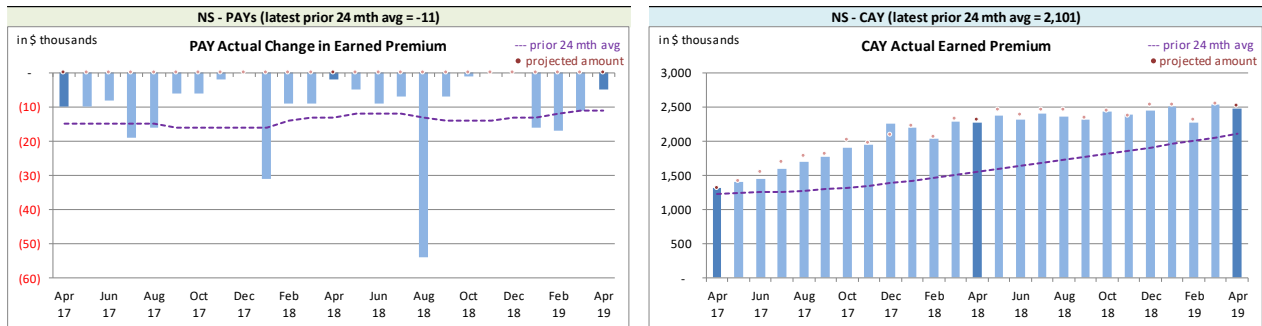 NS - PAYs (latest prior 24 mth avg = -11)
in $ thousands
PAY Actual Change in Earned Premium
--- prior 24 mth avg
• projected amount
-
(10)
(20)
(30)
(40)
(50)
(60)
Apr Jun Aug Oct Dec Feb Apr Jun Aug Oct Dec Feb Apr
17 17 17 17 17 18 18 18 18 18 18 19 19
NS - CAY (latest prior 24 mth avg = 2,101)
in $ thousands
CAY Actual Earned Premium
--- prior 24 mth avg
• projected amount
3,000
2,500
2,000
1,500
1,000
500
-
Apr Jun Aug Oct Dec Feb Apr Jun Aug Oct Dec Feb Apr
17 17 17 17 17 18 18 18 18 18 18 19 19